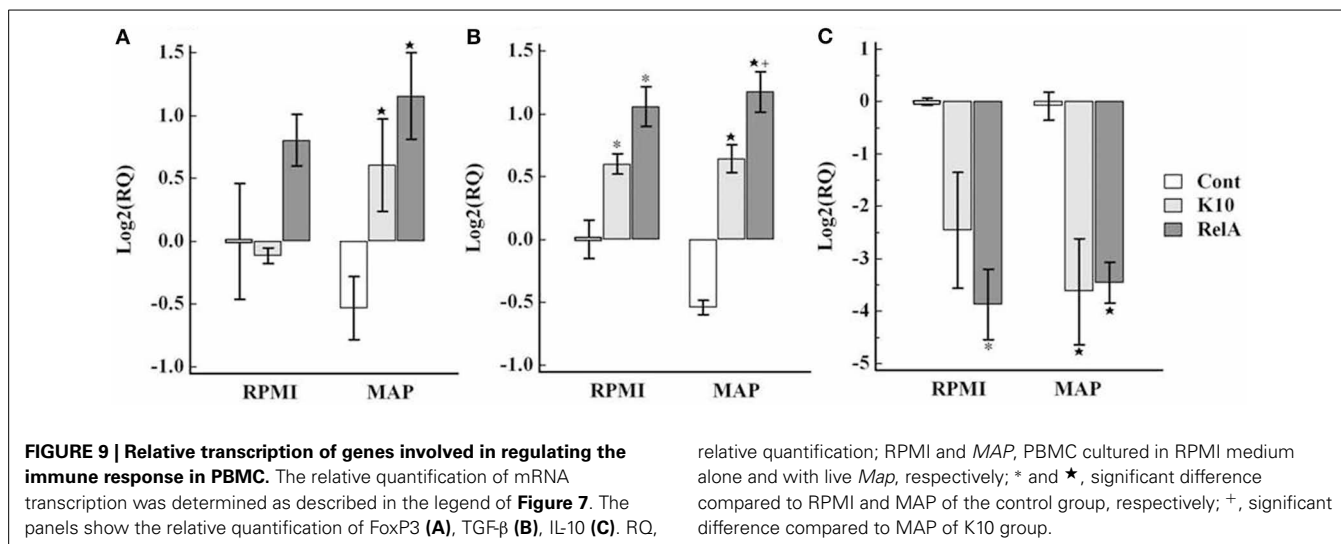 A
1.5
1.0
0.5
0.0
-0.5
-1.0
Log2(RQ)
★
★
RPMI
MAP
B
1.5
1.0
0.5
0.0
-0.5
-1.0
Log2(RQ)
*
*
★
★+
RPMI
MAP
C
1
0
-1
-2
-3
-4
-5
Log2(RQ)
*
★
★
RPMI
MAP
Cont
K10
RelA
FIGURE 9 | Relative transcription of genes involved in regulating the
immune response in PBMC. The relative quantification of mRNA
transcription was determined as described in the legend of Figure 7. The
panels show the relative quantification of FoxP3 (A), TGF-β (B), IL-10 (C). RQ,
relative quantification; RPMI and MAP, PBMC cultured in RPMI medium
alone and with live Map, respectively; * and ★, significant difference
compared to RPMI and MAP of the control group, respectively; +, significant
difference compared to MAP of K10 group.